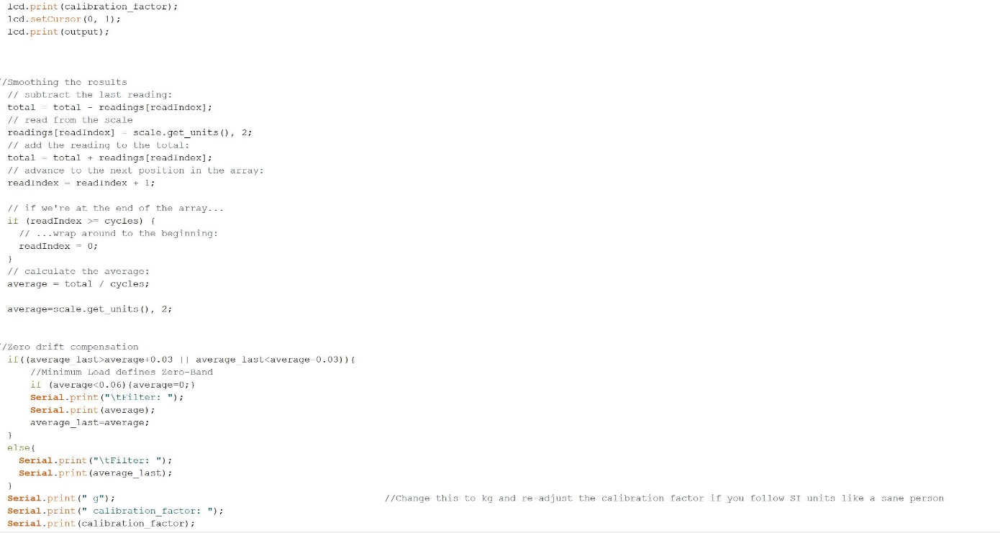 lcd.print(calibration_factor);
lcd.setCursor(0, 1);
lcd.print(output);
//Smoothing the results
// subtract the last reading:
total = total - readings[readIndex];
// read from the scale
readings[readIndex] = scale.get_units(), 2;
// add the reading to the total:
total = total + readings[readIndex];
// advance to the next position in the array:
readIndex = readIndex + 1;
// if we're at the end of the array...
if (readIndex >= cycles) {
// ...wrap around to the beginning:
readIndex = 0;
}
// calculate the average:
average = total / cycles;
average=scale.get_units(), 2;
//Zero drift compensation
if((average_last>average+0.03 || average_last<average-0.03)){
//Minimum Load defines Zero-Band
if (average<0.06){average=0;}
Serial.print("\tFilter: ");
Serial.print(average);
average_last=average;
}
else{
Serial.print("\tFilter: ");
Serial.print(average_last);
}
Serial.print(" g"); //Change this to kg and re-adjust the calibration factor if you follow SI units like a sane person
Serial.print(" calibration_factor: ");
Serial.print(calibration_factor);